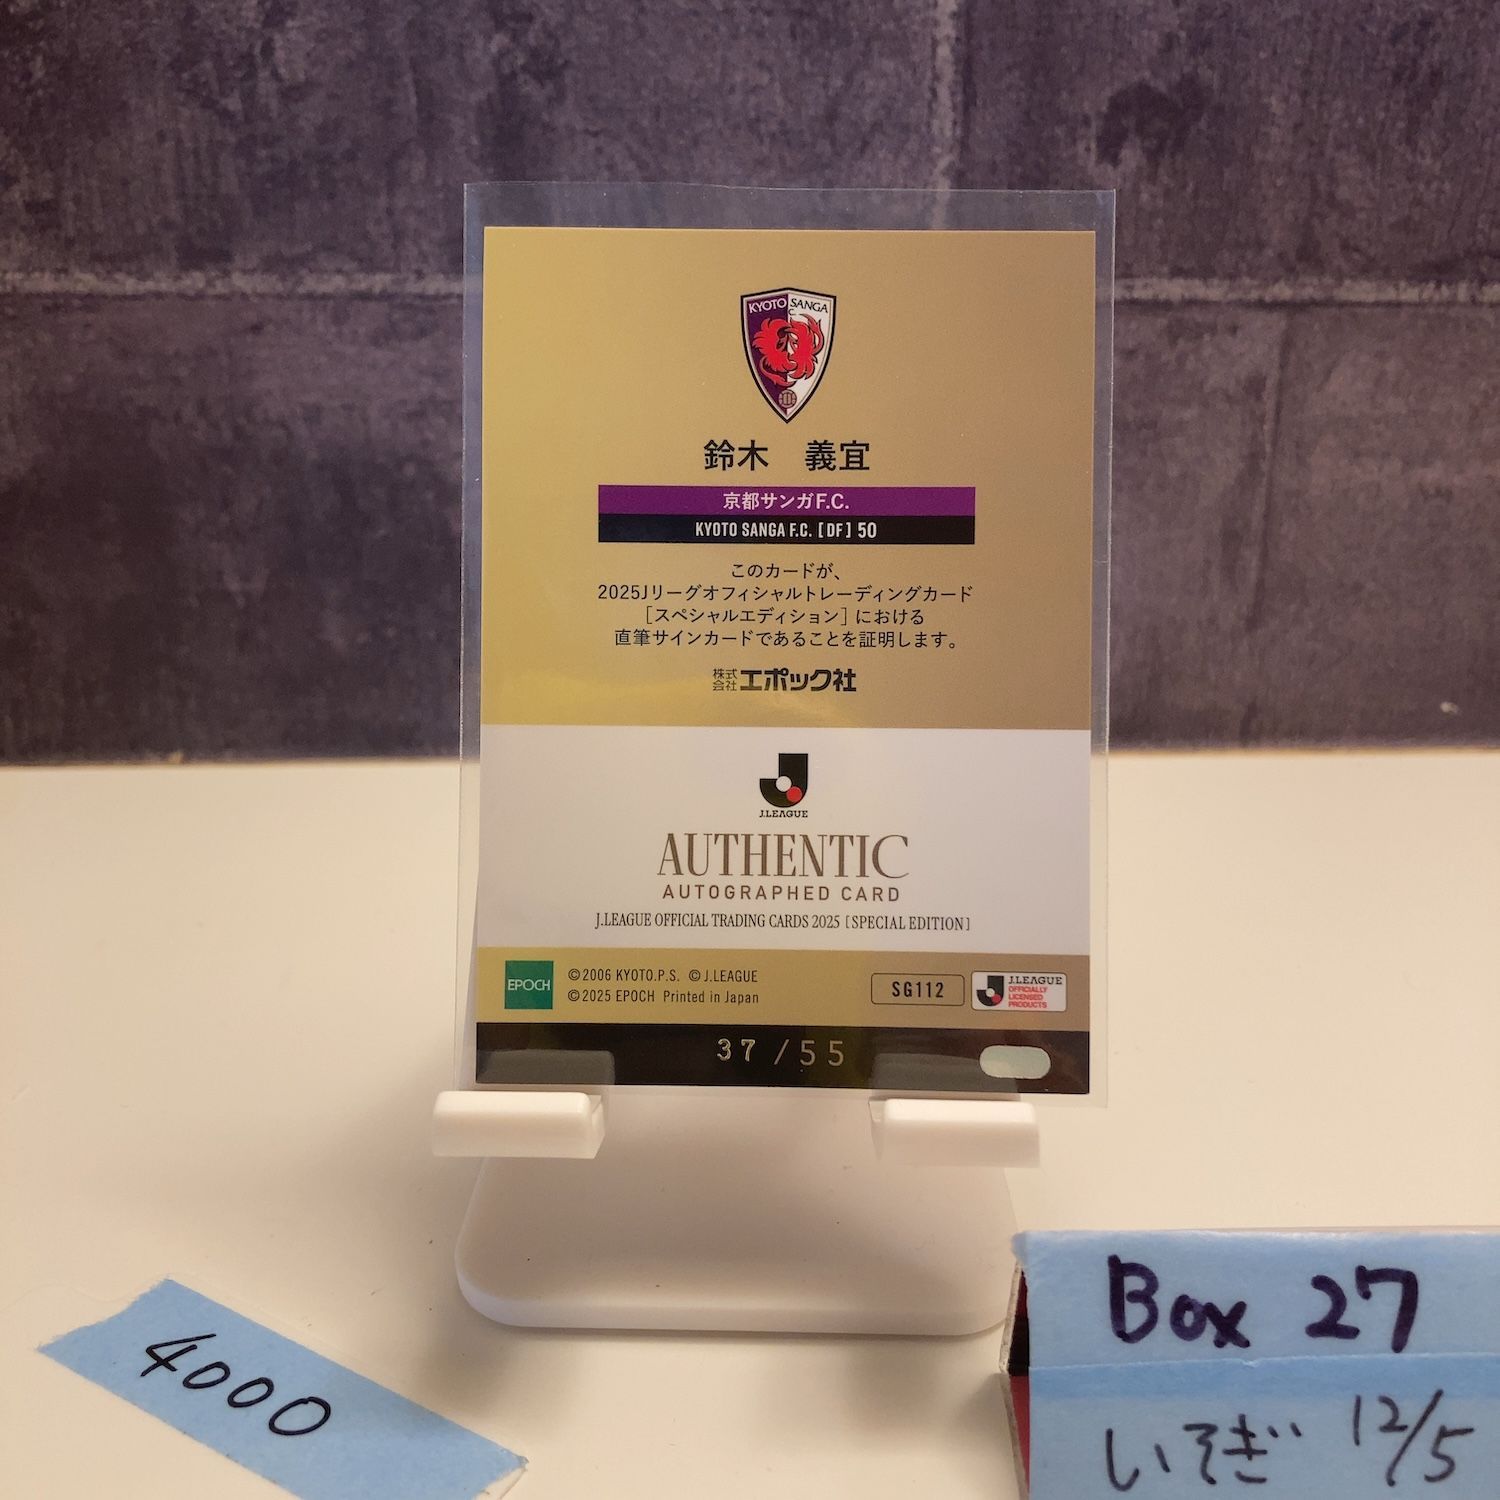 KYOTO SANGA
F.C.
鈴木 義宜
京都サンガF.C.
KYOTO SANGA F.C. [DF] 50
このカードが、
2025Jリーグオフィシャルトレーディングカード
[スペシャルエディション] における
直筆サインカードであることを証明します。
株式会社エポック社
J.LEAGUE
AUTHENTIC
AUTOGRAPHED CARD
J.LEAGUE OFFICIAL TRADING CARDS 2025 [SPECIAL EDITION]
EPOCH
©2006 KYOTO.P.S. ©J.LEAGUE
©2025 EPOCH Printed in Japan
SG112
J.LEAGUE
OFFICIALLY
LICENSED
PRODUCTS
37/55
4000
Box 27
いそぎ 12/5